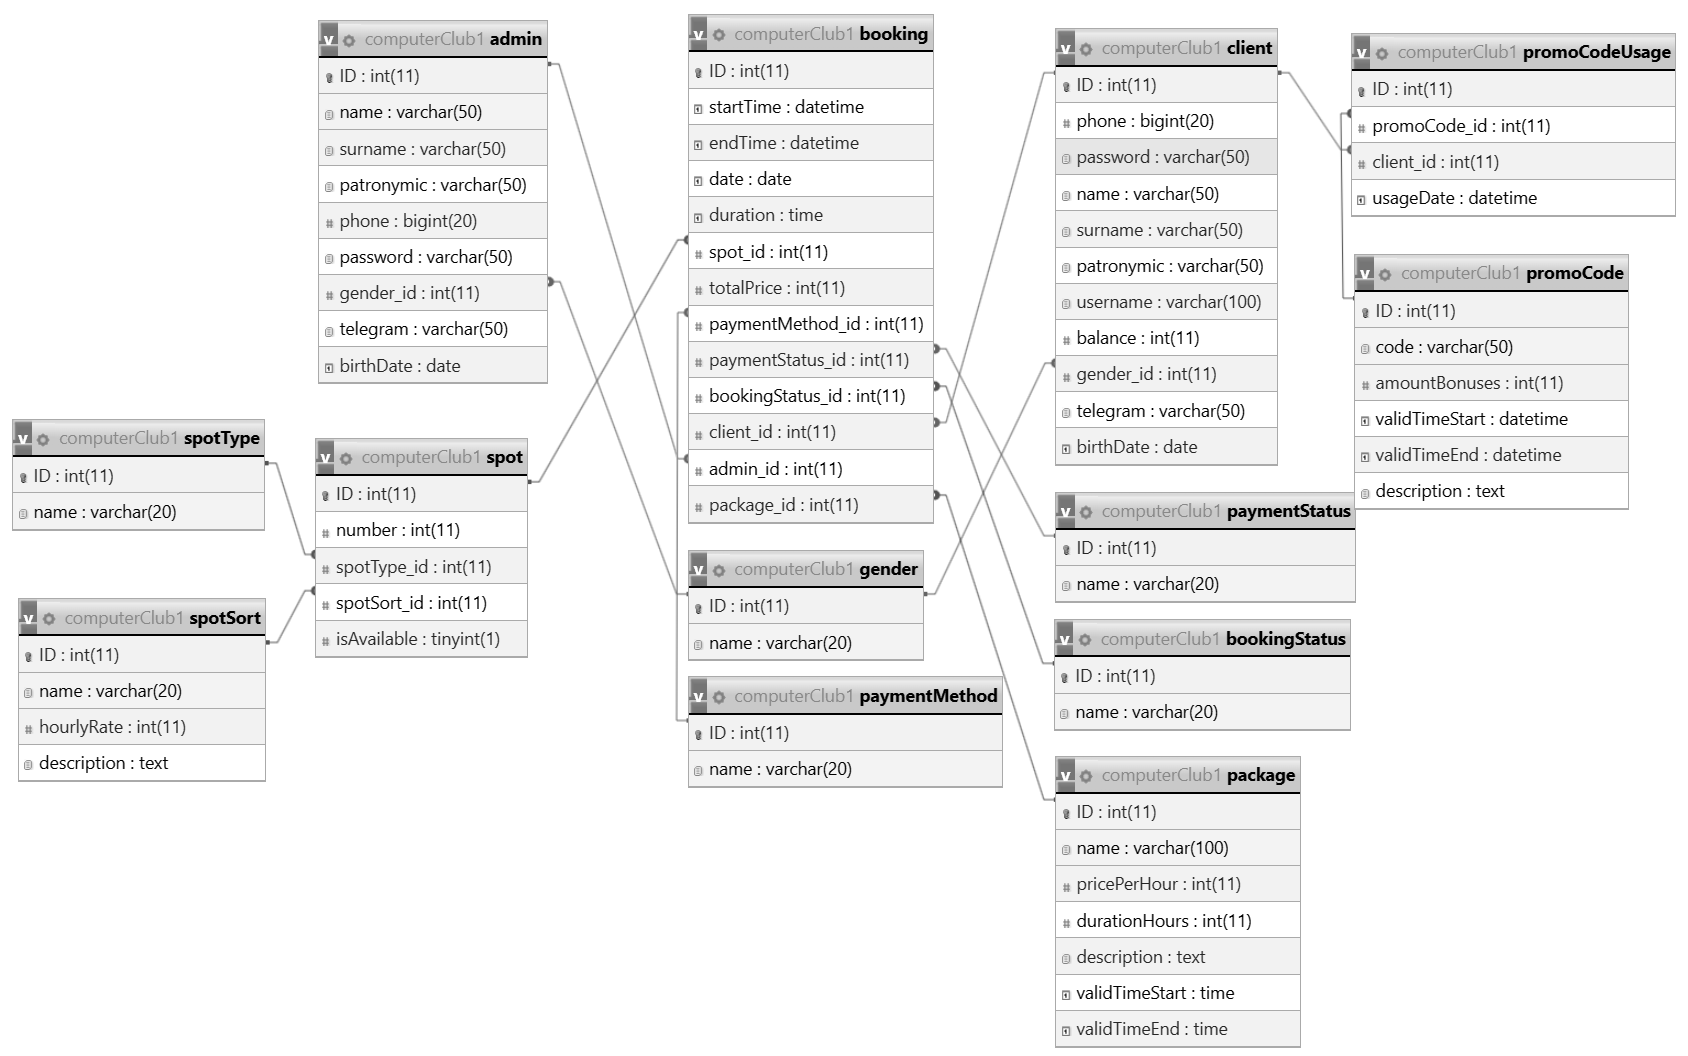 computerClub1 admin
ID : int(11)
name : varchar(50)
surname : varchar(50)
patronymic : varchar(50)
phone : bigint(20)
password : varchar(50)
gender_id : int(11)
telegram : varchar(50)
birthDate : date
computerClub1 booking
ID : int(11)
startTime : datetime
endTime : datetime
date : date
duration : time
spot_id : int(11)
totalPrice : int(11)
paymentMethod_id : int(11)
paymentStatus_id : int(11)
bookingStatus_id : int(11)
client_id : int(11)
admin_id : int(11)
package_id : int(11)
computerClub1 client
ID : int(11)
phone : bigint(20)
password : varchar(50)
name : varchar(50)
surname : varchar(50)
patronymic : varchar(50)
username : varchar(100)
balance : int(11)
gender_id : int(11)
telegram : varchar(50)
birthDate : date
computerClub1 promoCodeUsage
ID : int(11)
promoCode_id : int(11)
client_id : int(11)
usageDate : datetime
computerClub1 promoCode
ID : int(11)
code : varchar(50)
amountBonuses : int(11)
validTimeStart : datetime
validTimeEnd : datetime
description : text
computerClub1 spotType
ID : int(11)
name : varchar(20)
computerClub1 spot
ID : int(11)
number : int(11)
spotType_id : int(11)
spotSort_id : int(11)
isAvailable : tinyint(1)
computerClub1 spotSort
ID : int(11)
name : varchar(20)
hourlyRate : int(11)
description : text
computerClub1 gender
ID : int(11)
name : varchar(20)
computerClub1 paymentMethod
ID : int(11)
name : varchar(20)
computerClub1 paymentStatus
ID : int(11)
name : varchar(20)
computerClub1 bookingStatus
ID : int(11)
name : varchar(20)
computerClub1 package
ID : int(11)
name : varchar(100)
pricePerHour : int(11)
durationHours : int(11)
description : text
validTimeStart : time
validTimeEnd : time